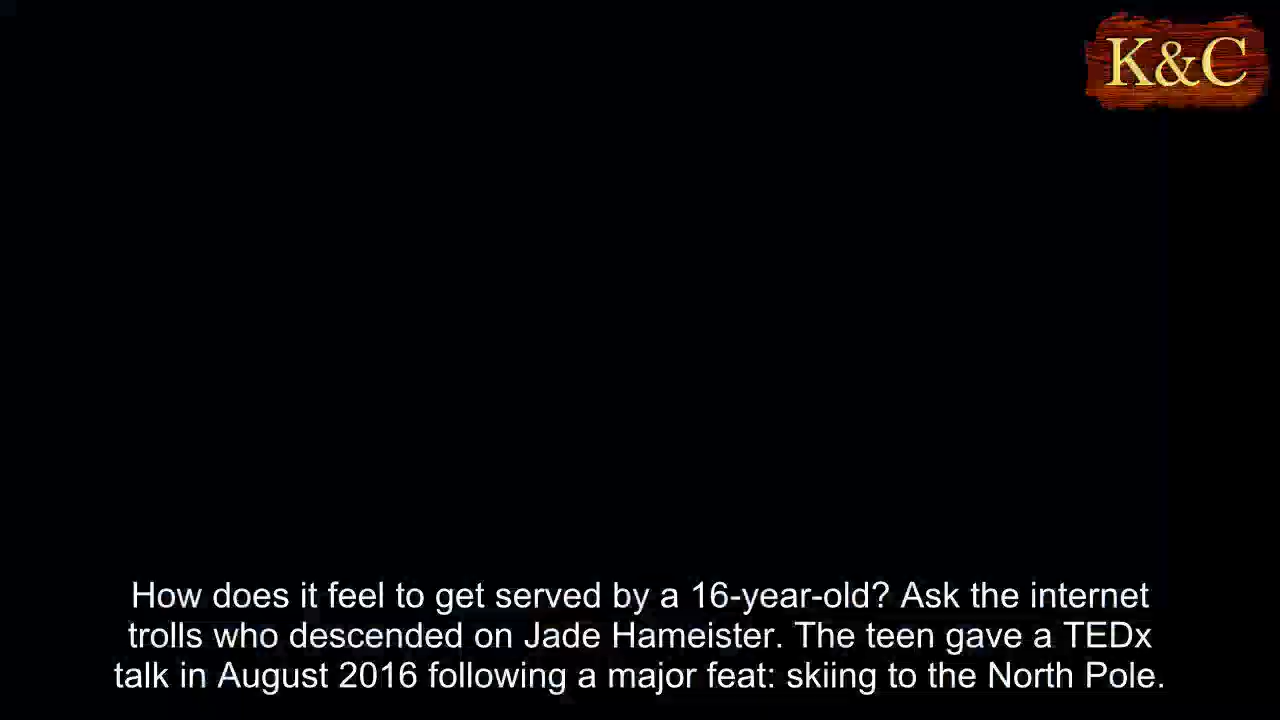 K&C
How does it feel to get served by a 16-year-old? Ask the internet
trolls who descended on Jade Hameister. The teen gave a TEDx
talk in August 2016 following a major feat: skiing to the North Pole.